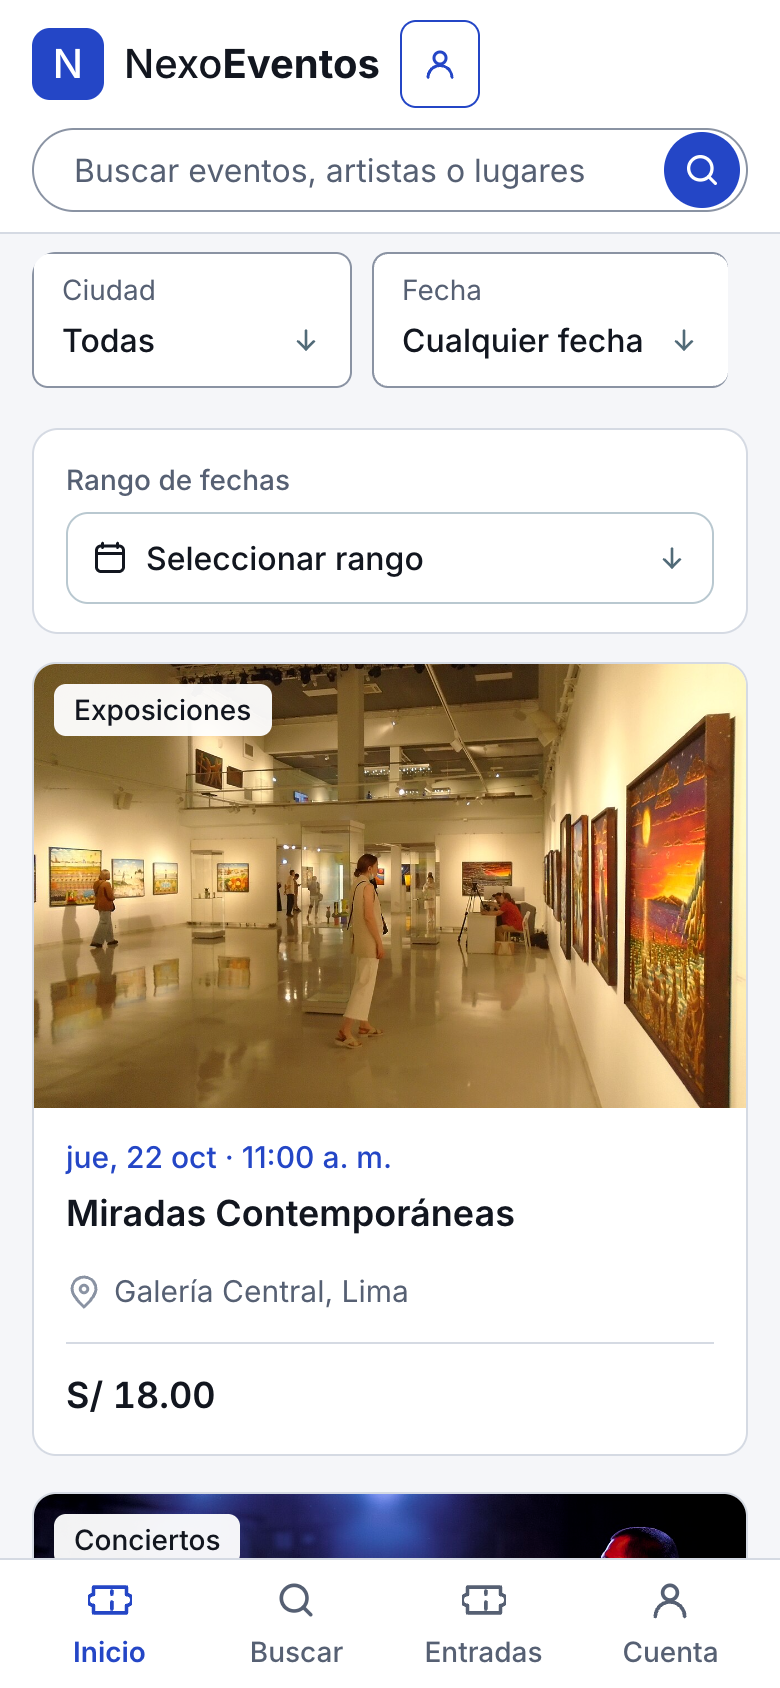 N NexoEventos
Buscar eventos, artistas o lugares
Ciudad
Todas
Fecha
Cualquier fecha
Rango de fechas
Seleccionar rango
Exposiciones
jue, 22 oct · 11:00 a. m.
Miradas Contemporáneas
Galería Central, Lima
S/ 18.00
Conciertos
Inicio
Buscar
Entradas
Cuenta